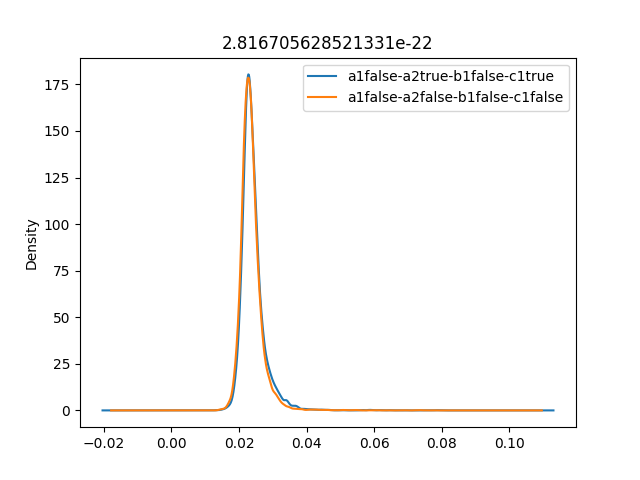 2.816705628521331e-22
a1false-a2true-b1false-c1true
a1false-a2false-b1false-c1false
Density
175
150
125
100
75
50
25
0
−0.02 0.00 0.02 0.04 0.06 0.08 0.10